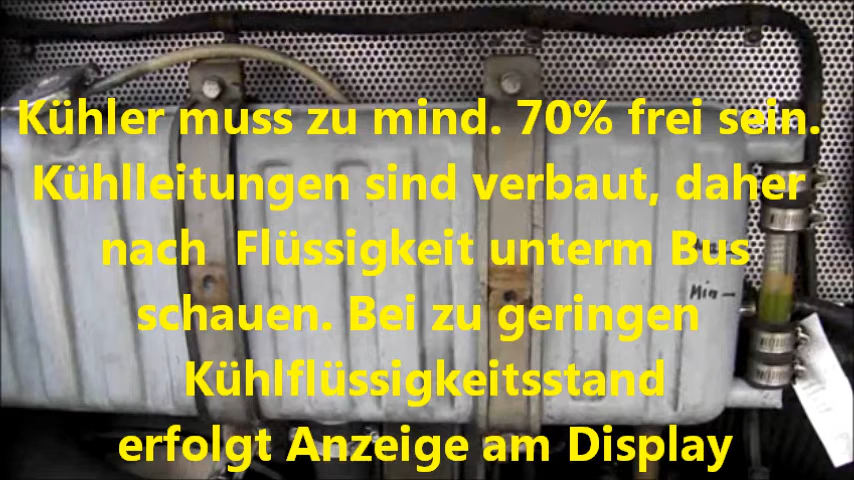 Kühler muss zu mind. 70% frei sein.
Kühlleitungen sind verbaut, daher
nach Flüssigkeit unterm Bus
schauen. Bei zu geringen
Min –
Kühlflüssigkeitsstand
erfolgt Anzeige am Display